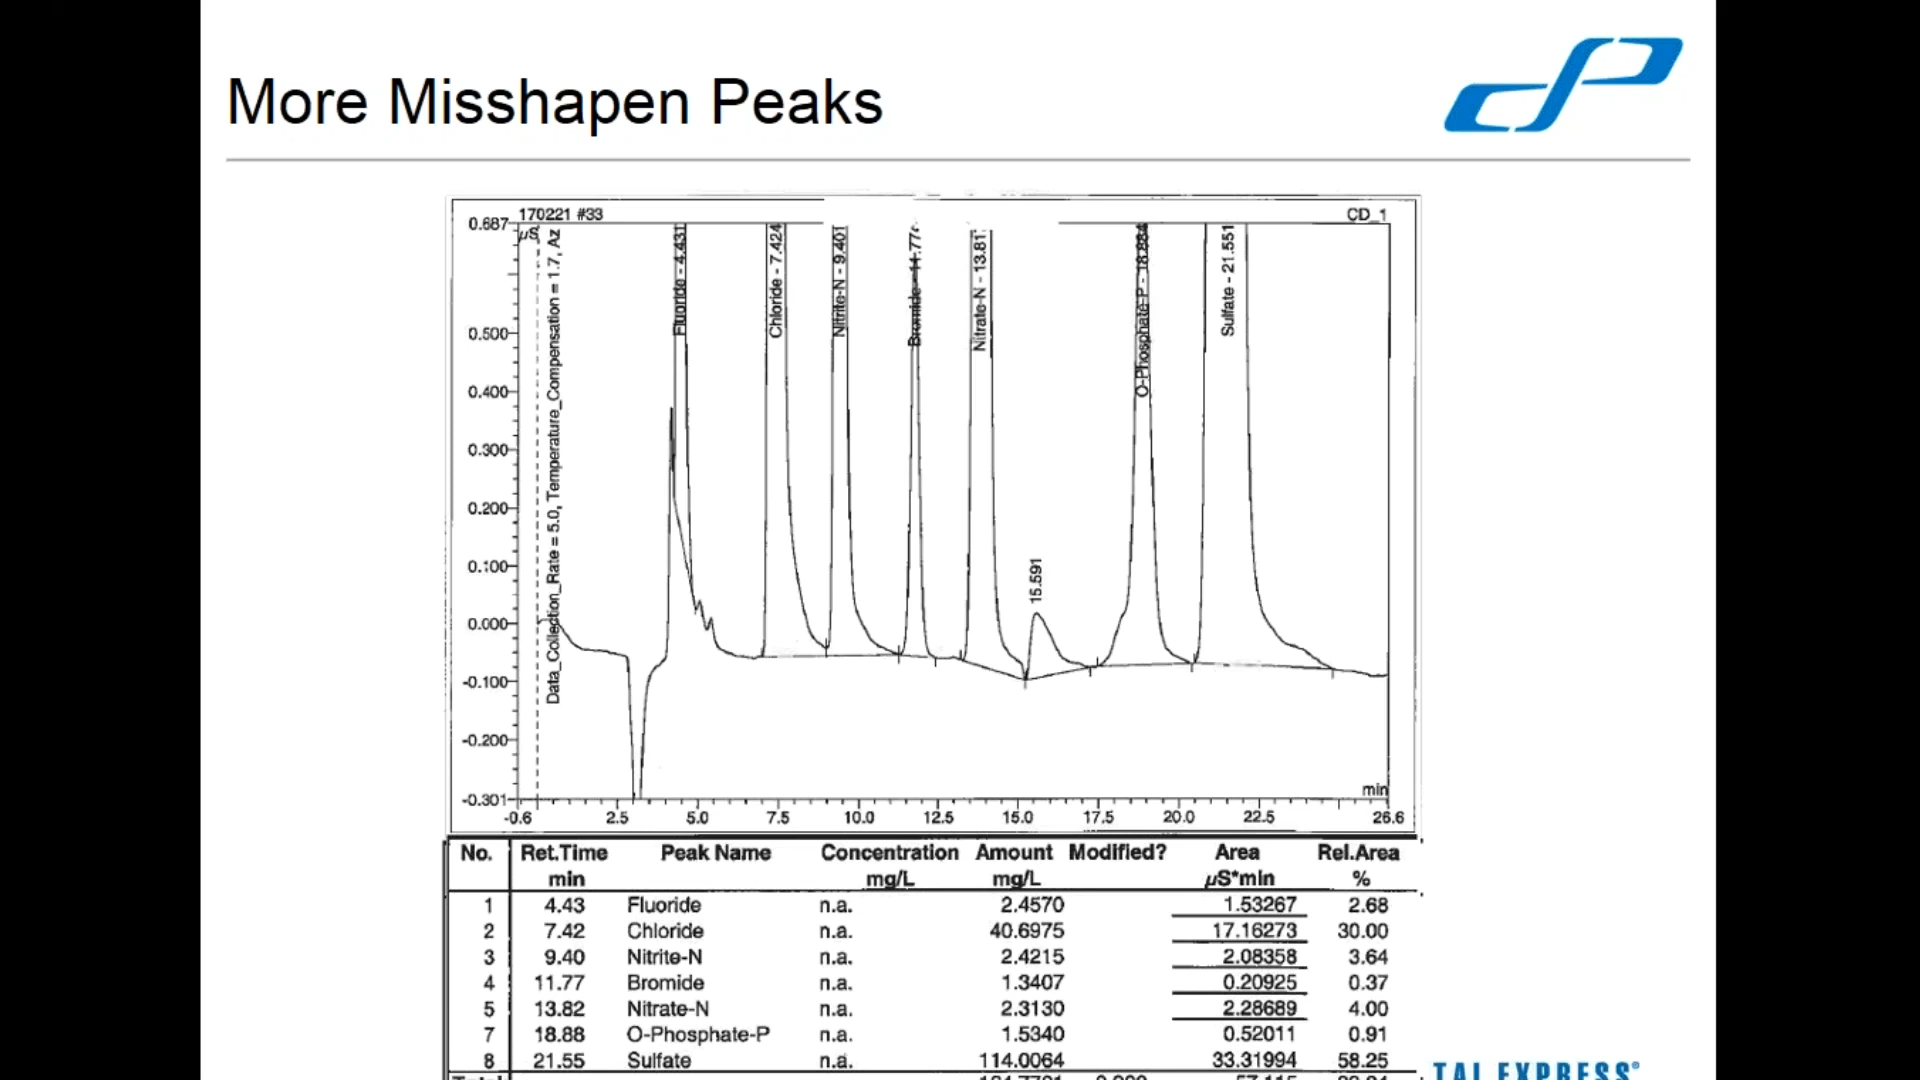 More Misshapen Peaks
170221 #33
CD_1
0.687
µS
0.500
0.400
0.300
0.200
0.100
0.000
-0.100
-0.200
-0.301
Data_Collection_Rate = 5.0, Temperature_Compensation = 1.7, Az
Fluoride - 4.431
Chloride - 7.424
Nitrite-N - 9.401
Bromide - 11.77
Nitrate-N - 13.81
15.591
O-Phosphate-P - 18.884
Sulfate - 21.551
min
-0.6 2.5 5.0 7.5 10.0 12.5 15.0 17.5 20.0 22.5 26.6
No. Ret.Time Peak Name Concentration Amount Modified? Area Rel.Area
min mg/L mg/L µS*min %
1 4.43 Fluoride n.a. 2.4570 1.53267 2.68
2 7.42 Chloride n.a. 40.6975 17.16273 30.00
3 9.40 Nitrite-N n.a. 2.4215 2.08358 3.64
4 11.77 Bromide n.a. 1.3407 0.20925 0.37
5 13.82 Nitrate-N n.a. 2.3130 2.28689 4.00
7 18.88 O-Phosphate-P n.a. 1.5340 0.52011 0.91
8 21.55 Sulfate n.a. 114.0064 33.31994 58.25
TAL EXPRESS